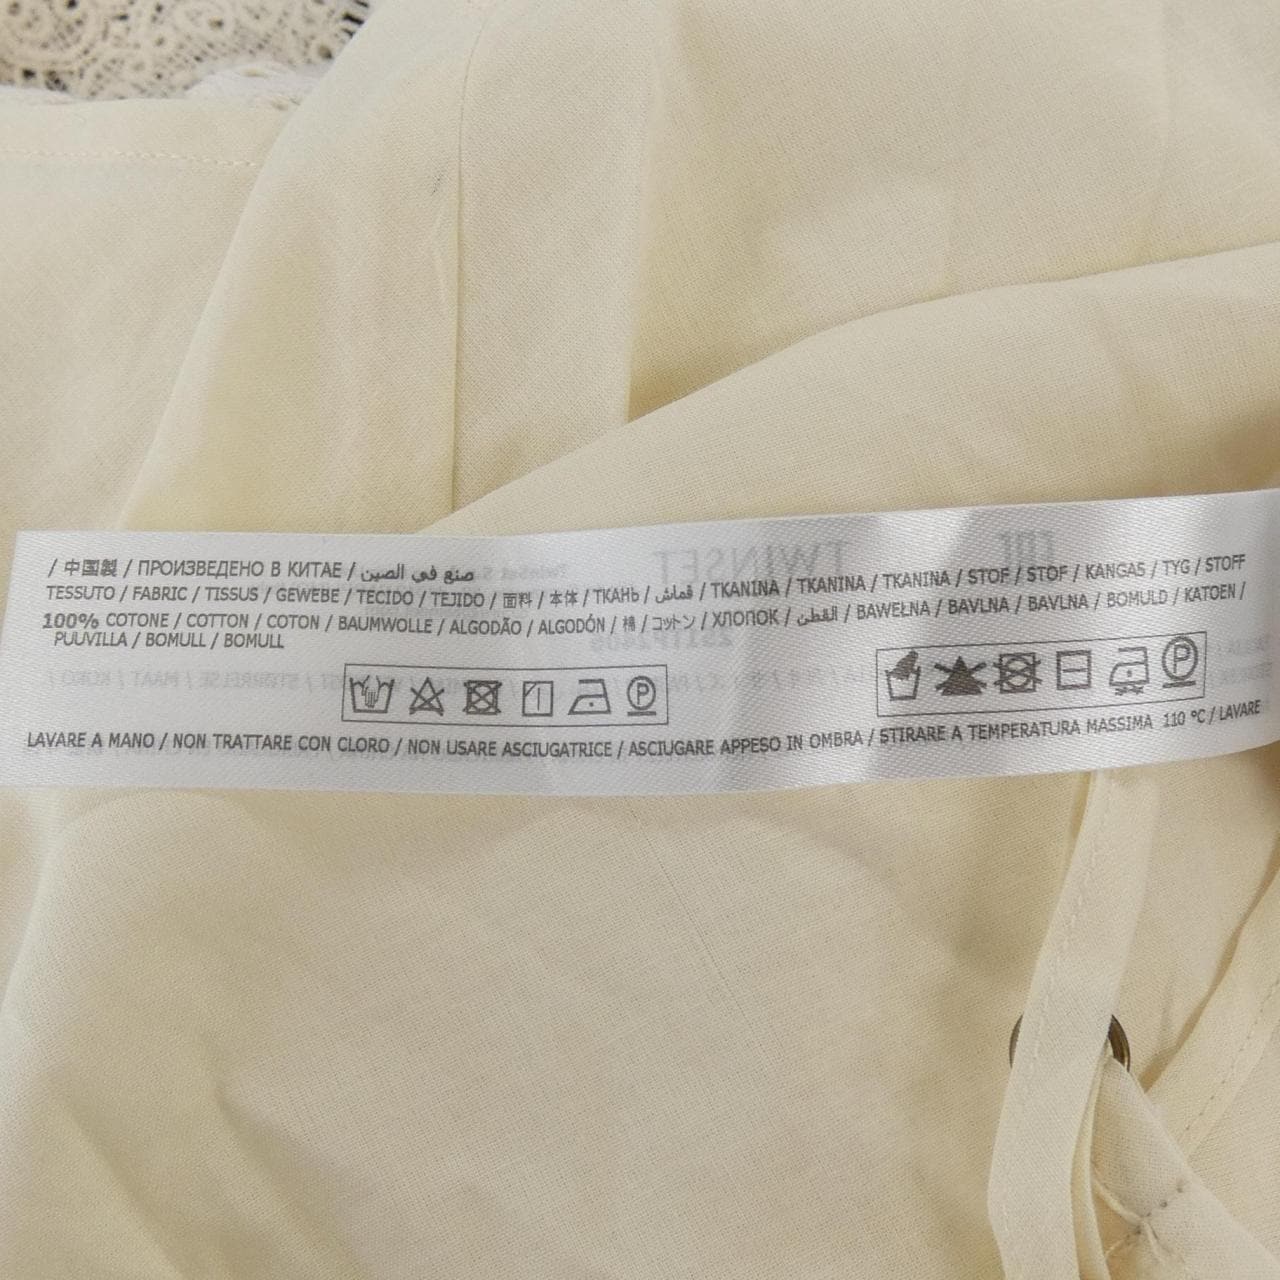 / 中国製 / ПРОИЗВЕДЕНО В КИТАЕ / صنع في الصين
TESSUTO / FABRIC / TISSUS / GEWEBE / TECIDO / TEJIDO / 面料 / 本体 / ТКАНЬ / قماش / TKANINA / TKANINA / TKANINA / STOF / STOF / KANGAS / TYG / STOFF
100% COTONE / COTTON / COTON / BAUMWOLLE / ALGODÃO / ALGODÓN / 棉 / コットン / ХЛОПОК / القطن / BAWEŁNA / BAVLNA / BAVLNA / BOMULD / KATOEN /
PUUVILLA / BOMULL / BOMULL
P
P
LAVARE A MANO / NON TRATTARE CON CLORO / NON USARE ASCIUGATRICE / ASCIUGARE APPESO IN OMBRA / STIRARE A TEMPERATURA MASSIMA 110 °C / LAVARE